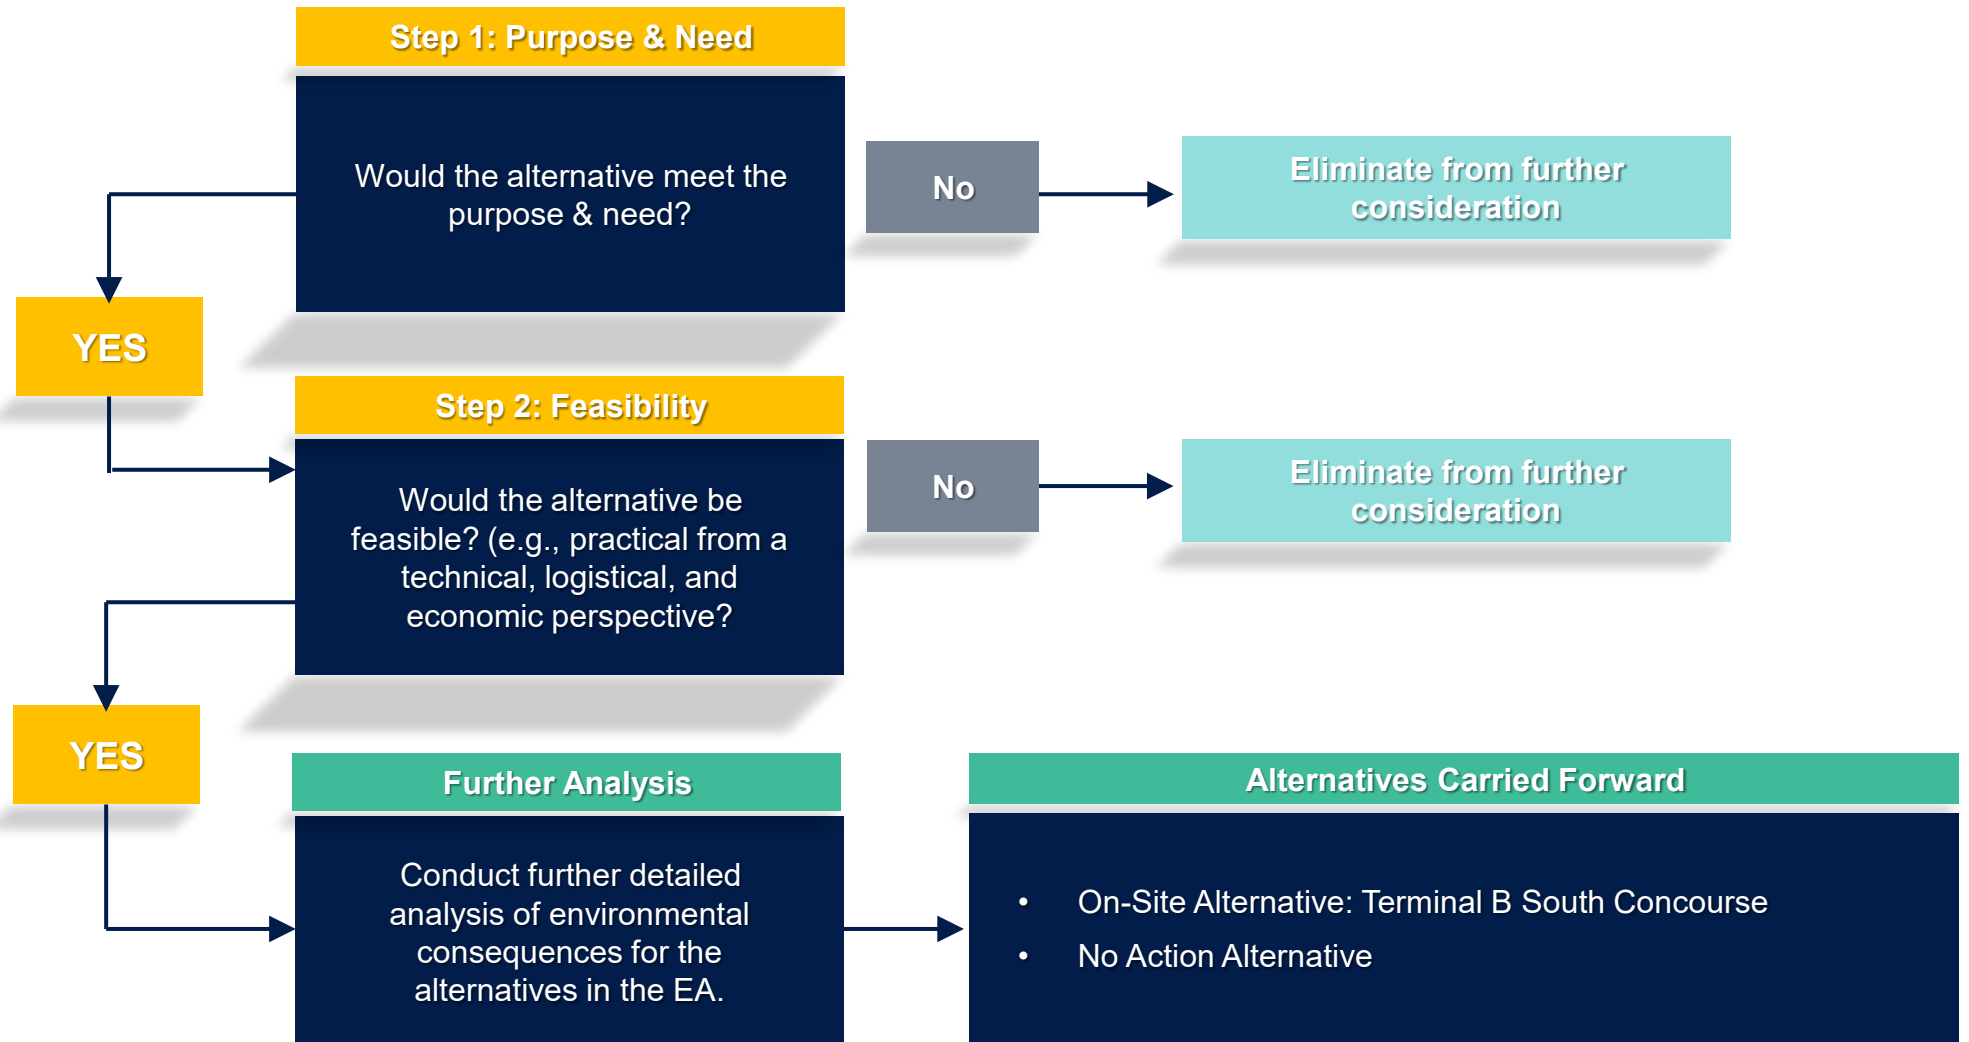 Step 1: Purpose & Need
Would the alternative meet the
purpose & need?
No
Eliminate from further
consideration
YES
Step 2: Feasibility
Would the alternative be
feasible? (e.g., practical from a
technical, logistical, and
economic perspective?
No
Eliminate from further
consideration
YES
Further Analysis
Conduct further detailed
analysis of environmental
consequences for the
alternatives in the EA.
Alternatives Carried Forward
• On-Site Alternative: Terminal B South Concourse
• No Action Alternative